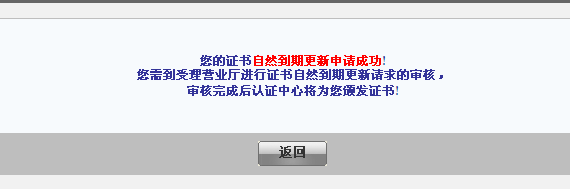 您的证书自然到期更新申请成功!
您需到受理营业厅进行证书自然到期更新请求的审核，
审核完成后认证中心将为您颁发证书!
返回